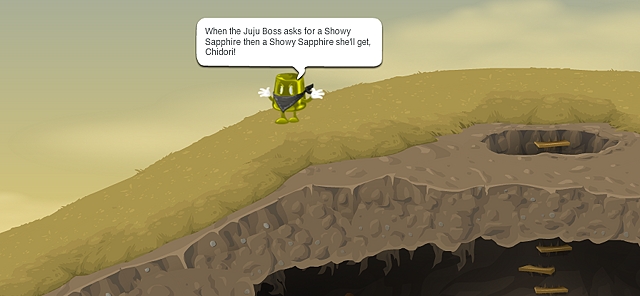 When the Juju Boss asks for a Showy
Sapphire then a Showy Sapphire she'll get,
Chidori!